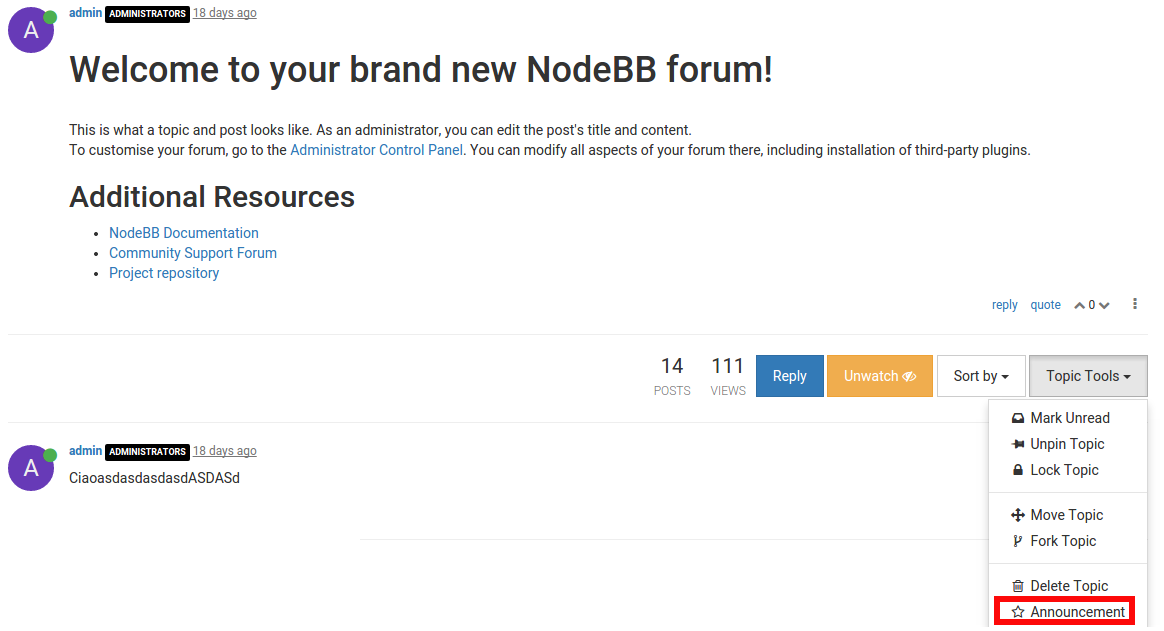 A
admin ADMINISTRATORS 18 days ago
Welcome to your brand new NodeBB forum!
This is what a topic and post looks like. As an administrator, you can edit the post's title and content.
To customise your forum, go to the Administrator Control Panel. You can modify all aspects of your forum there, including installation of third-party plugins.
Additional Resources
NodeBB Documentation
Community Support Forum
Project repository
reply quote 0
14 POSTS 111 VIEWS Reply Unwatch Sort by Topic Tools
Mark Unread
Unpin Topic
Lock Topic
Move Topic
Fork Topic
Delete Topic
Announcement
A
admin ADMINISTRATORS 18 days ago
CiaoasdasdasdasdASDASd